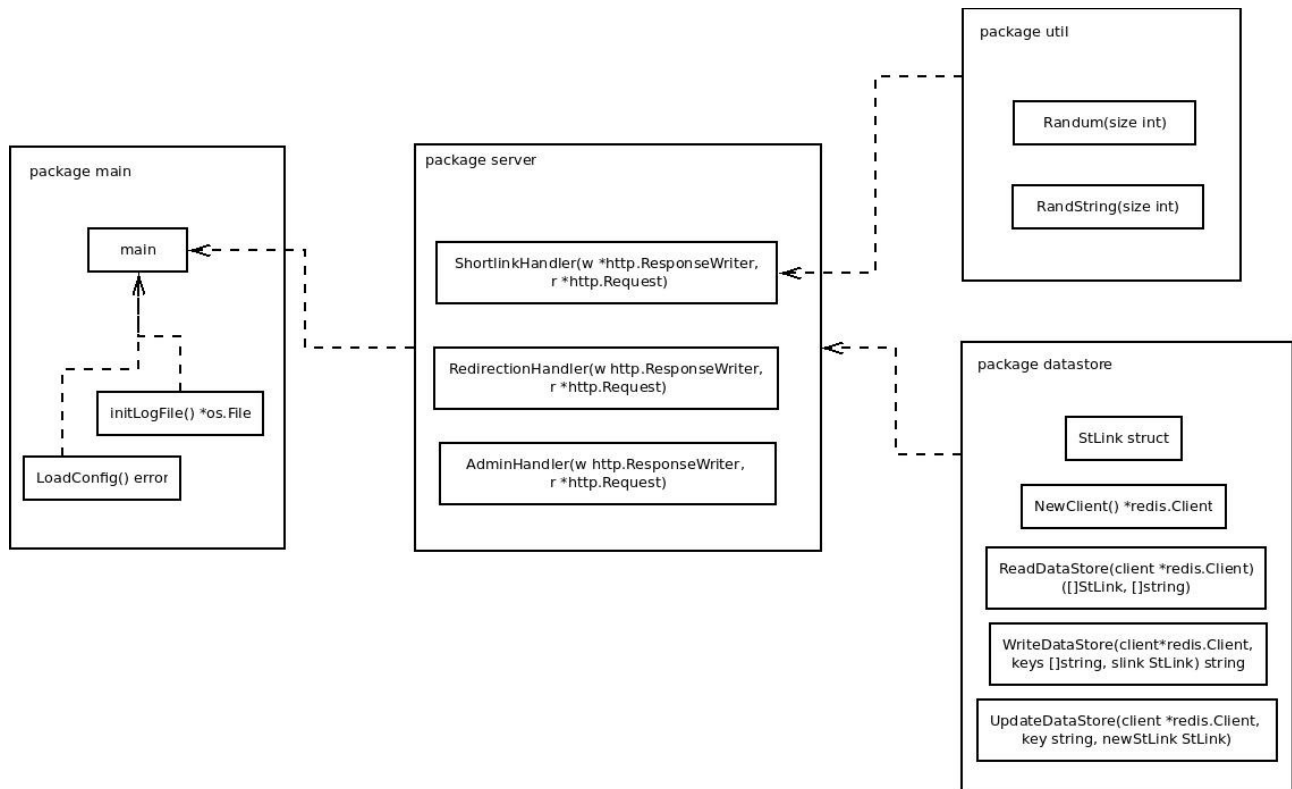 package main
main
initLogFile() *os.File
LoadConfig() error
package server
ShortlinkHandler(w *http.ResponseWriter,
r *http.Request)
RedirectionHandler(w http.ResponseWriter,
r *http.Request)
AdminHandler(w http.ResponseWriter,
r *http.Request)
package util
Randum(size int)
RandString(size int)
package datastore
StLink struct
NewClient() *redis.Client
ReadDataStore(client *redis.Client)
([]StLink, []string)
WriteDataStore(client*redis.Client,
keys []string, slink StLink) string
UpdateDataStore(client *redis.Client,
key string, newStLink StLink)